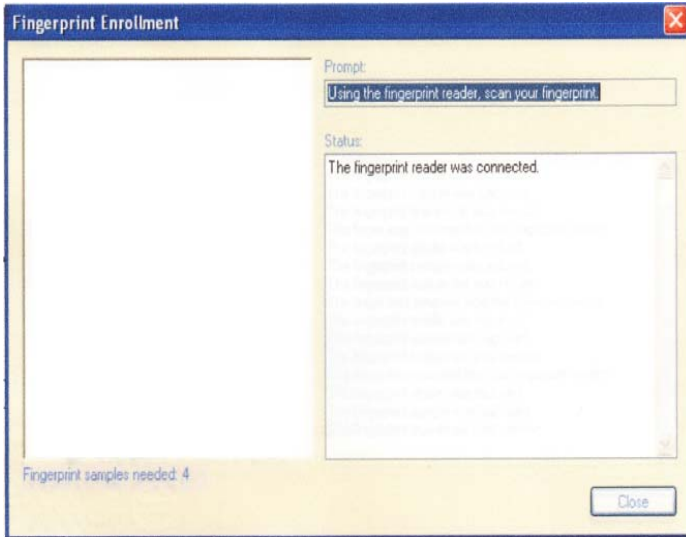 Fingerprint Enrollment
Prompt:
Using the fingerprint reader, scan your fingerprint.
Status:
The fingerprint reader was connected.
Fingerprint samples needed: 4
Close